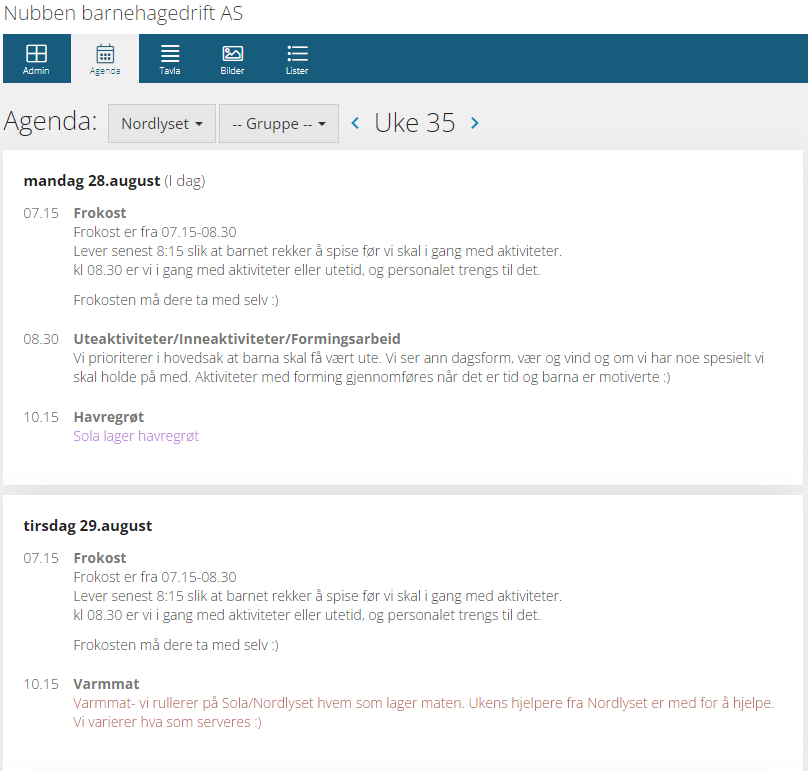 Nubben barnehagedrift AS
Admin
Agenda
Tavla
Bilder
Lister
Agenda:
Nordlyset
-- Gruppe --
Uke 35
mandag 28.august (I dag)
07.15 Frokost
Frokost er fra 07.15-08.30
Lever senest 8:15 slik at barnet rekker å spise før vi skal i gang med aktiviteter.
kl 08.30 er vi i gang med aktiviteter eller utetid, og personalet trengs til det.
Frokosten må dere ta med selv :)
08.30 Uteaktiviteter/Inneaktiviteter/Formingsarbeid
Vi prioriterer i hovedsak at barna skal få vært ute. Vi ser ann dagsform, vær og vind og om vi har noe spesielt vi
skal holde på med. Aktiviteter med forming gjennomføres når det er tid og barna er motiverte :)
10.15 Havregrøt
Sola lager havregrøt
tirsdag 29.august
07.15 Frokost
Frokost er fra 07.15-08.30
Lever senest 8:15 slik at barnet rekker å spise før vi skal i gang med aktiviteter.
kl 08.30 er vi i gang med aktiviteter eller utetid, og personalet trengs til det.
Frokosten må dere ta med selv :)
10.15 Varmmat
Varmmat- vi rullerer på Sola/Nordlyset hvem som lager maten. Ukens hjelpere fra Nordlyset er med for å hjelpe.
Vi varierer hva som serveres :)